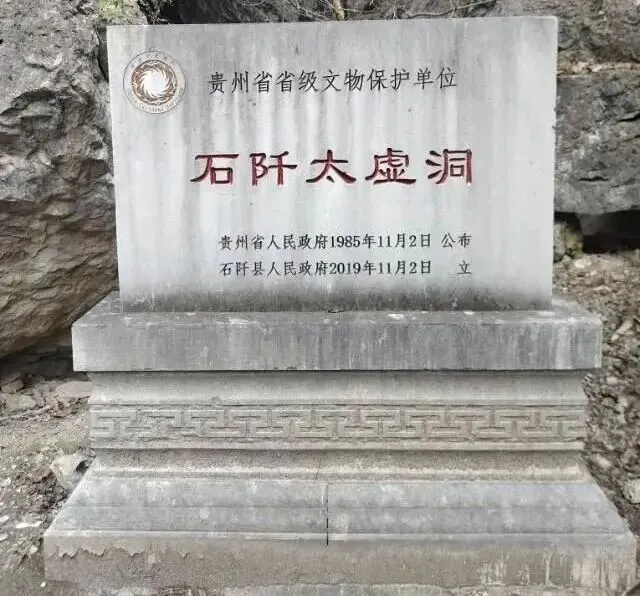 贵州省省级文物保护单位
石阡太虚洞
贵州省人民政府1985年11月2日 公布
石阡县人民政府2019年11月2日 立